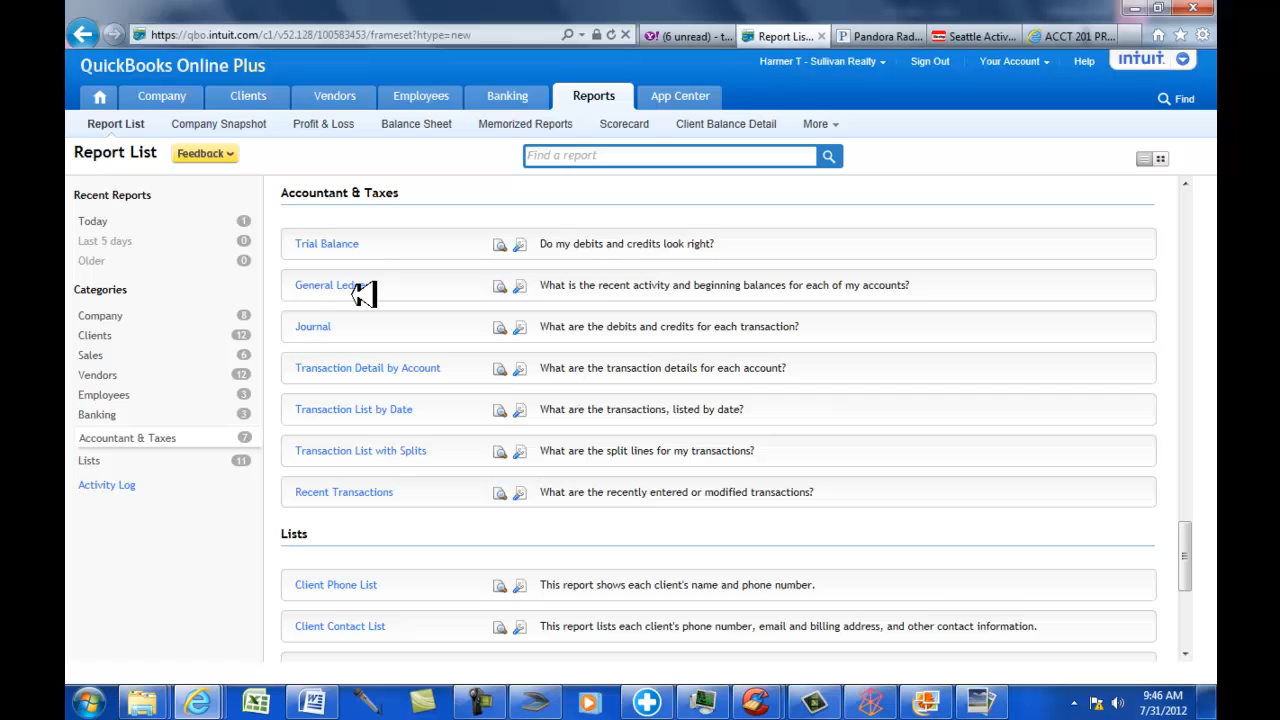 https://qbo.intuit.com/c1/v52.128/100583453/frameset?htype=new
(6 unread) - t...
Report Lis...
Pandora Rad...
Seattle Activ...
ACCT 201 PR...
QuickBooks Online Plus
Harmer T - Sullivan Realty
Sign Out
Your Account
Help
intuit
Company
Clients
Vendors
Employees
Banking
Reports
App Center
Find
Report List
Company Snapshot
Profit & Loss
Balance Sheet
Memorized Reports
Scorecard
Client Balance Detail
More
Report List
Feedback
Find a report
Recent Reports
Today 1
Last 5 days 0
Older 0
Categories
Company 8
Clients 12
Sales 6
Vendors 12
Employees 3
Banking 3
Accountant & Taxes 7
Lists 11
Activity Log
Accountant & Taxes
Trial Balance Do my debits and credits look right?
General What is the recent activity and beginning balances for each of my accounts?
Journal What are the debits and credits for each transaction?
Transaction Detail by Account What are the transaction details for each account?
Transaction List by Date What are the transactions, listed by date?
Transaction List with Splits What are the split lines for my transactions?
Recent Transactions What are the recently entered or modified transactions?
Lists
Client Phone List This report shows each client's name and phone number.
Client Contact List This report lists each client's phone number, email and billing address, and other contact information.
9:46 AM
7/31/2012